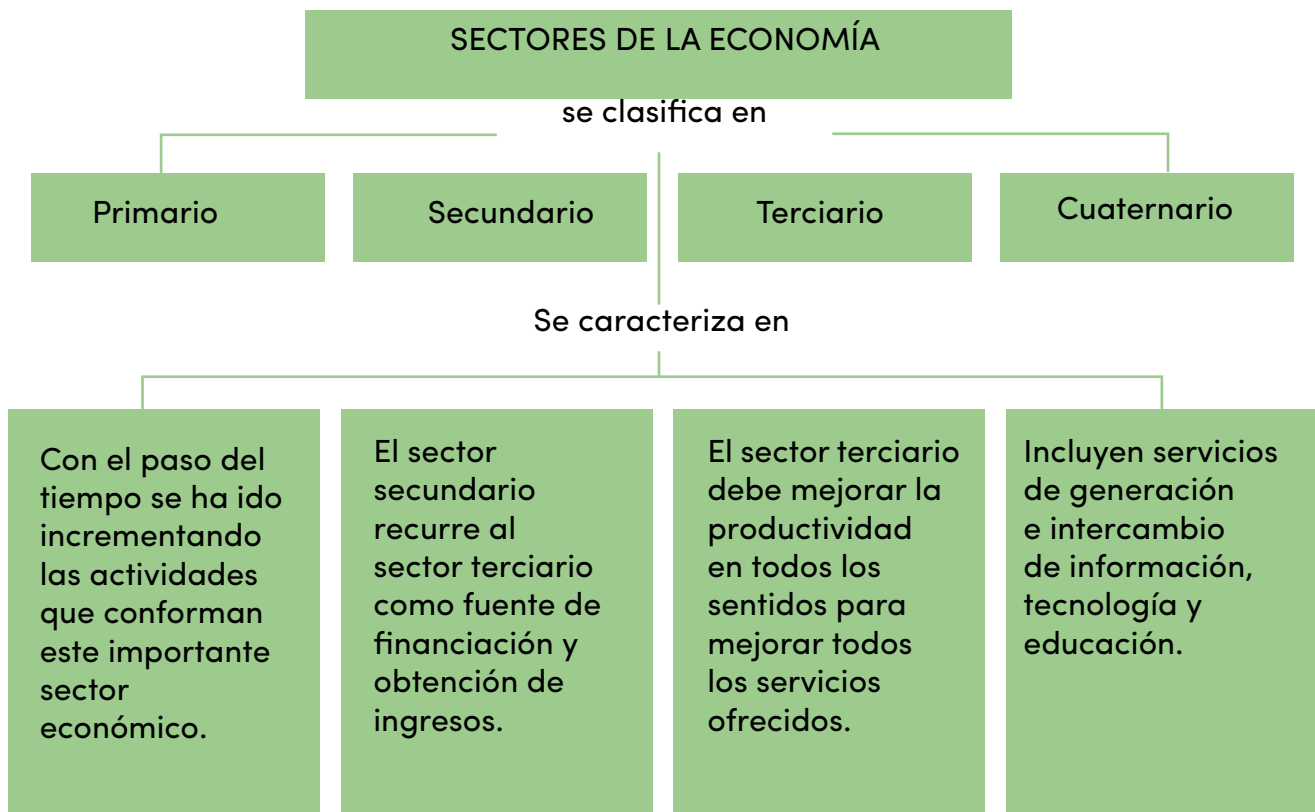 SECTORES DE LA ECONOMÍA
se clasifica en
Primario
Secundario
Terciario
Cuaternario
Se caracteriza en
Con el paso del
tiempo se ha ido
incrementando
las actividades
que conforman
este importante
sector
económico.
El sector
secundario
recurre al
sector terciario
como fuente de
financiación y
obtención de
ingresos.
El sector terciario
debe mejorar la
productividad
en todos los
sentidos para
mejorar todos
los servicios
ofrecidos.
Incluyen servicios
de generación
e intercambio
de información,
tecnología y
educación.